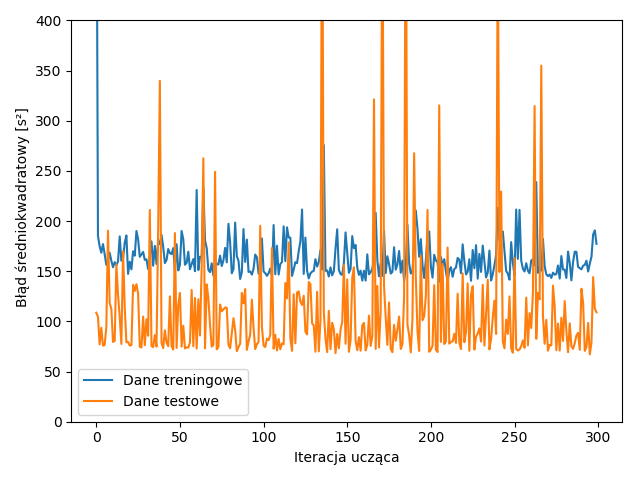 400
350
300
250
200
150
100
50
0
Błąd średniokwadratowy [s²]
Dane treningowe
Dane testowe
0 50 100 150 200 250 300
Iteracja ucząca